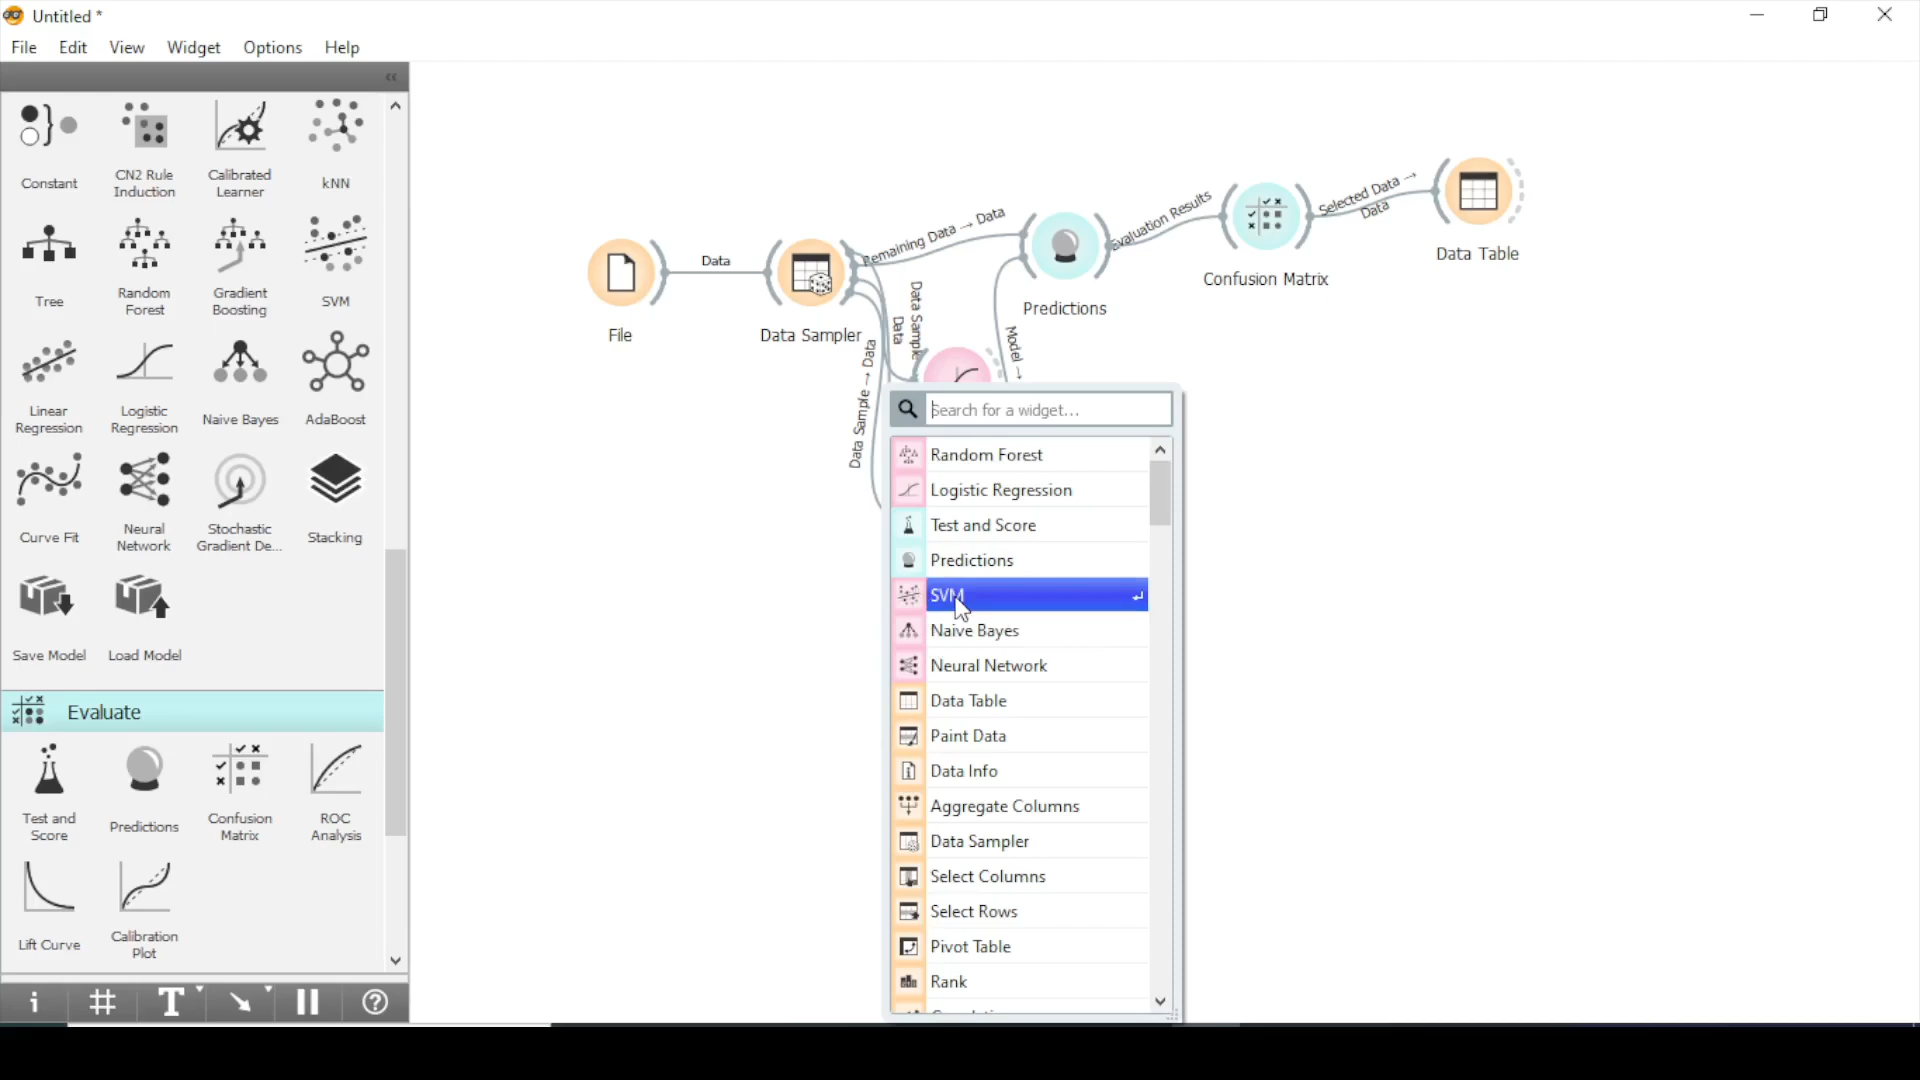 Untitled *
File Edit View Widget Options Help
Constant
CN2 Rule
Induction
Calibrated
Learner
kNN
Tree
Random
Forest
Gradient
Boosting
SVM
Linear
Regression
Logistic
Regression
Naive Bayes
AdaBoost
Curve Fit
Neural
Network
Stochastic
Gradient De...
Stacking
Save Model
Load Model
Evaluate
Test and
Score
Predictions
Confusion
Matrix
ROC
Analysis
Lift Curve
Calibration
Plot
File
Data
Data Sampler
Remaining Data → Data
Predictions
Evaluation Results
Confusion Matrix
Selected Data →
Data
Data Table
Data Sample
Data
Data Sample → Data
Model →
Search for a widget...
Random Forest
Logistic Regression
Test and Score
Predictions
SVM
Naive Bayes
Neural Network
Data Table
Paint Data
Data Info
Aggregate Columns
Data Sampler
Select Columns
Select Rows
Pivot Table
Rank